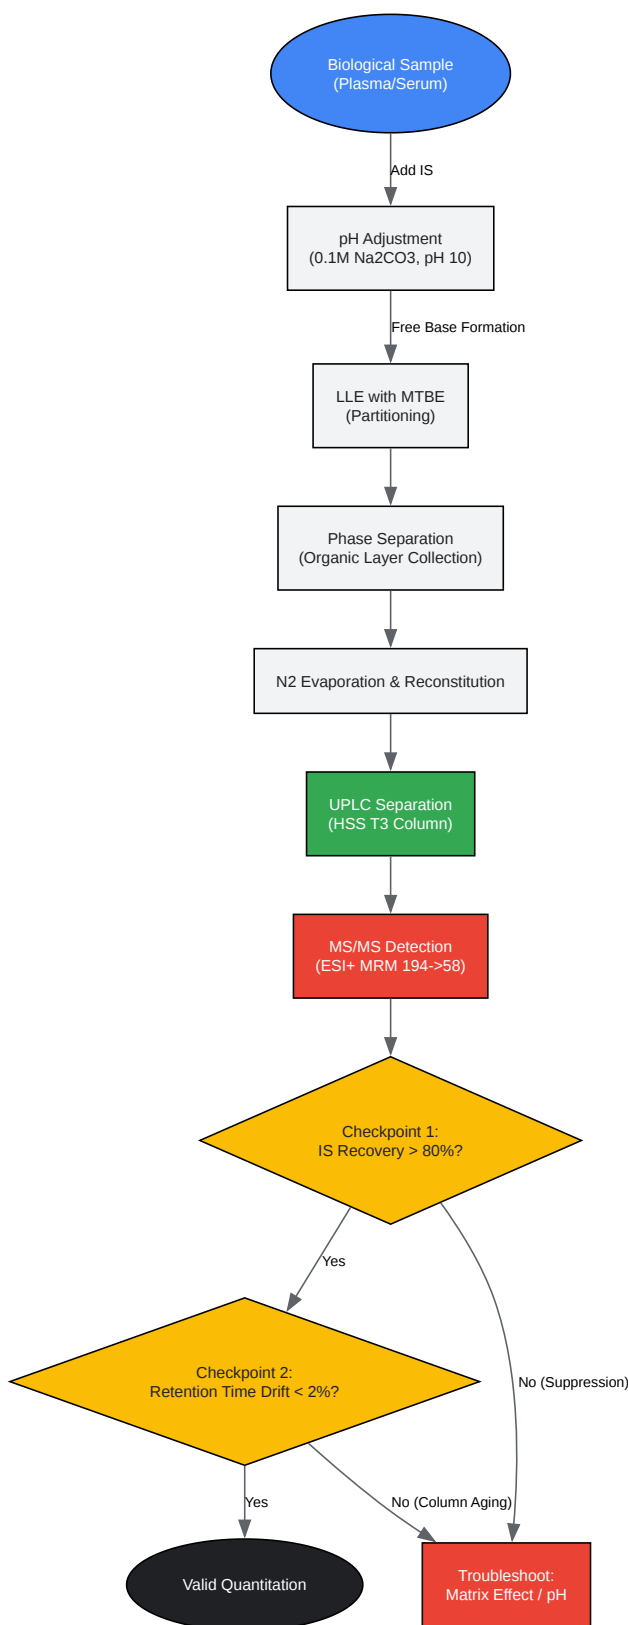 Biological Sample
(Plasma/Serum)
Add IS
pH Adjustment
(0.1M Na2CO3, pH 10)
Free Base Formation
LLE with MTBE
(Partitioning)
Phase Separation
(Organic Layer Collection)
N2 Evaporation & Reconstitution
UPLC Separation
(HSS T3 Column)
MS/MS Detection
(ESI+ MRM 194->58)
Checkpoint 1:
IS Recovery > 80%?
Yes
Checkpoint 2:
Retention Time Drift < 2%?
No (Suppression)
Yes
No (Column Aging)
Valid Quantitation
Troubleshoot:
Matrix Effect / pH